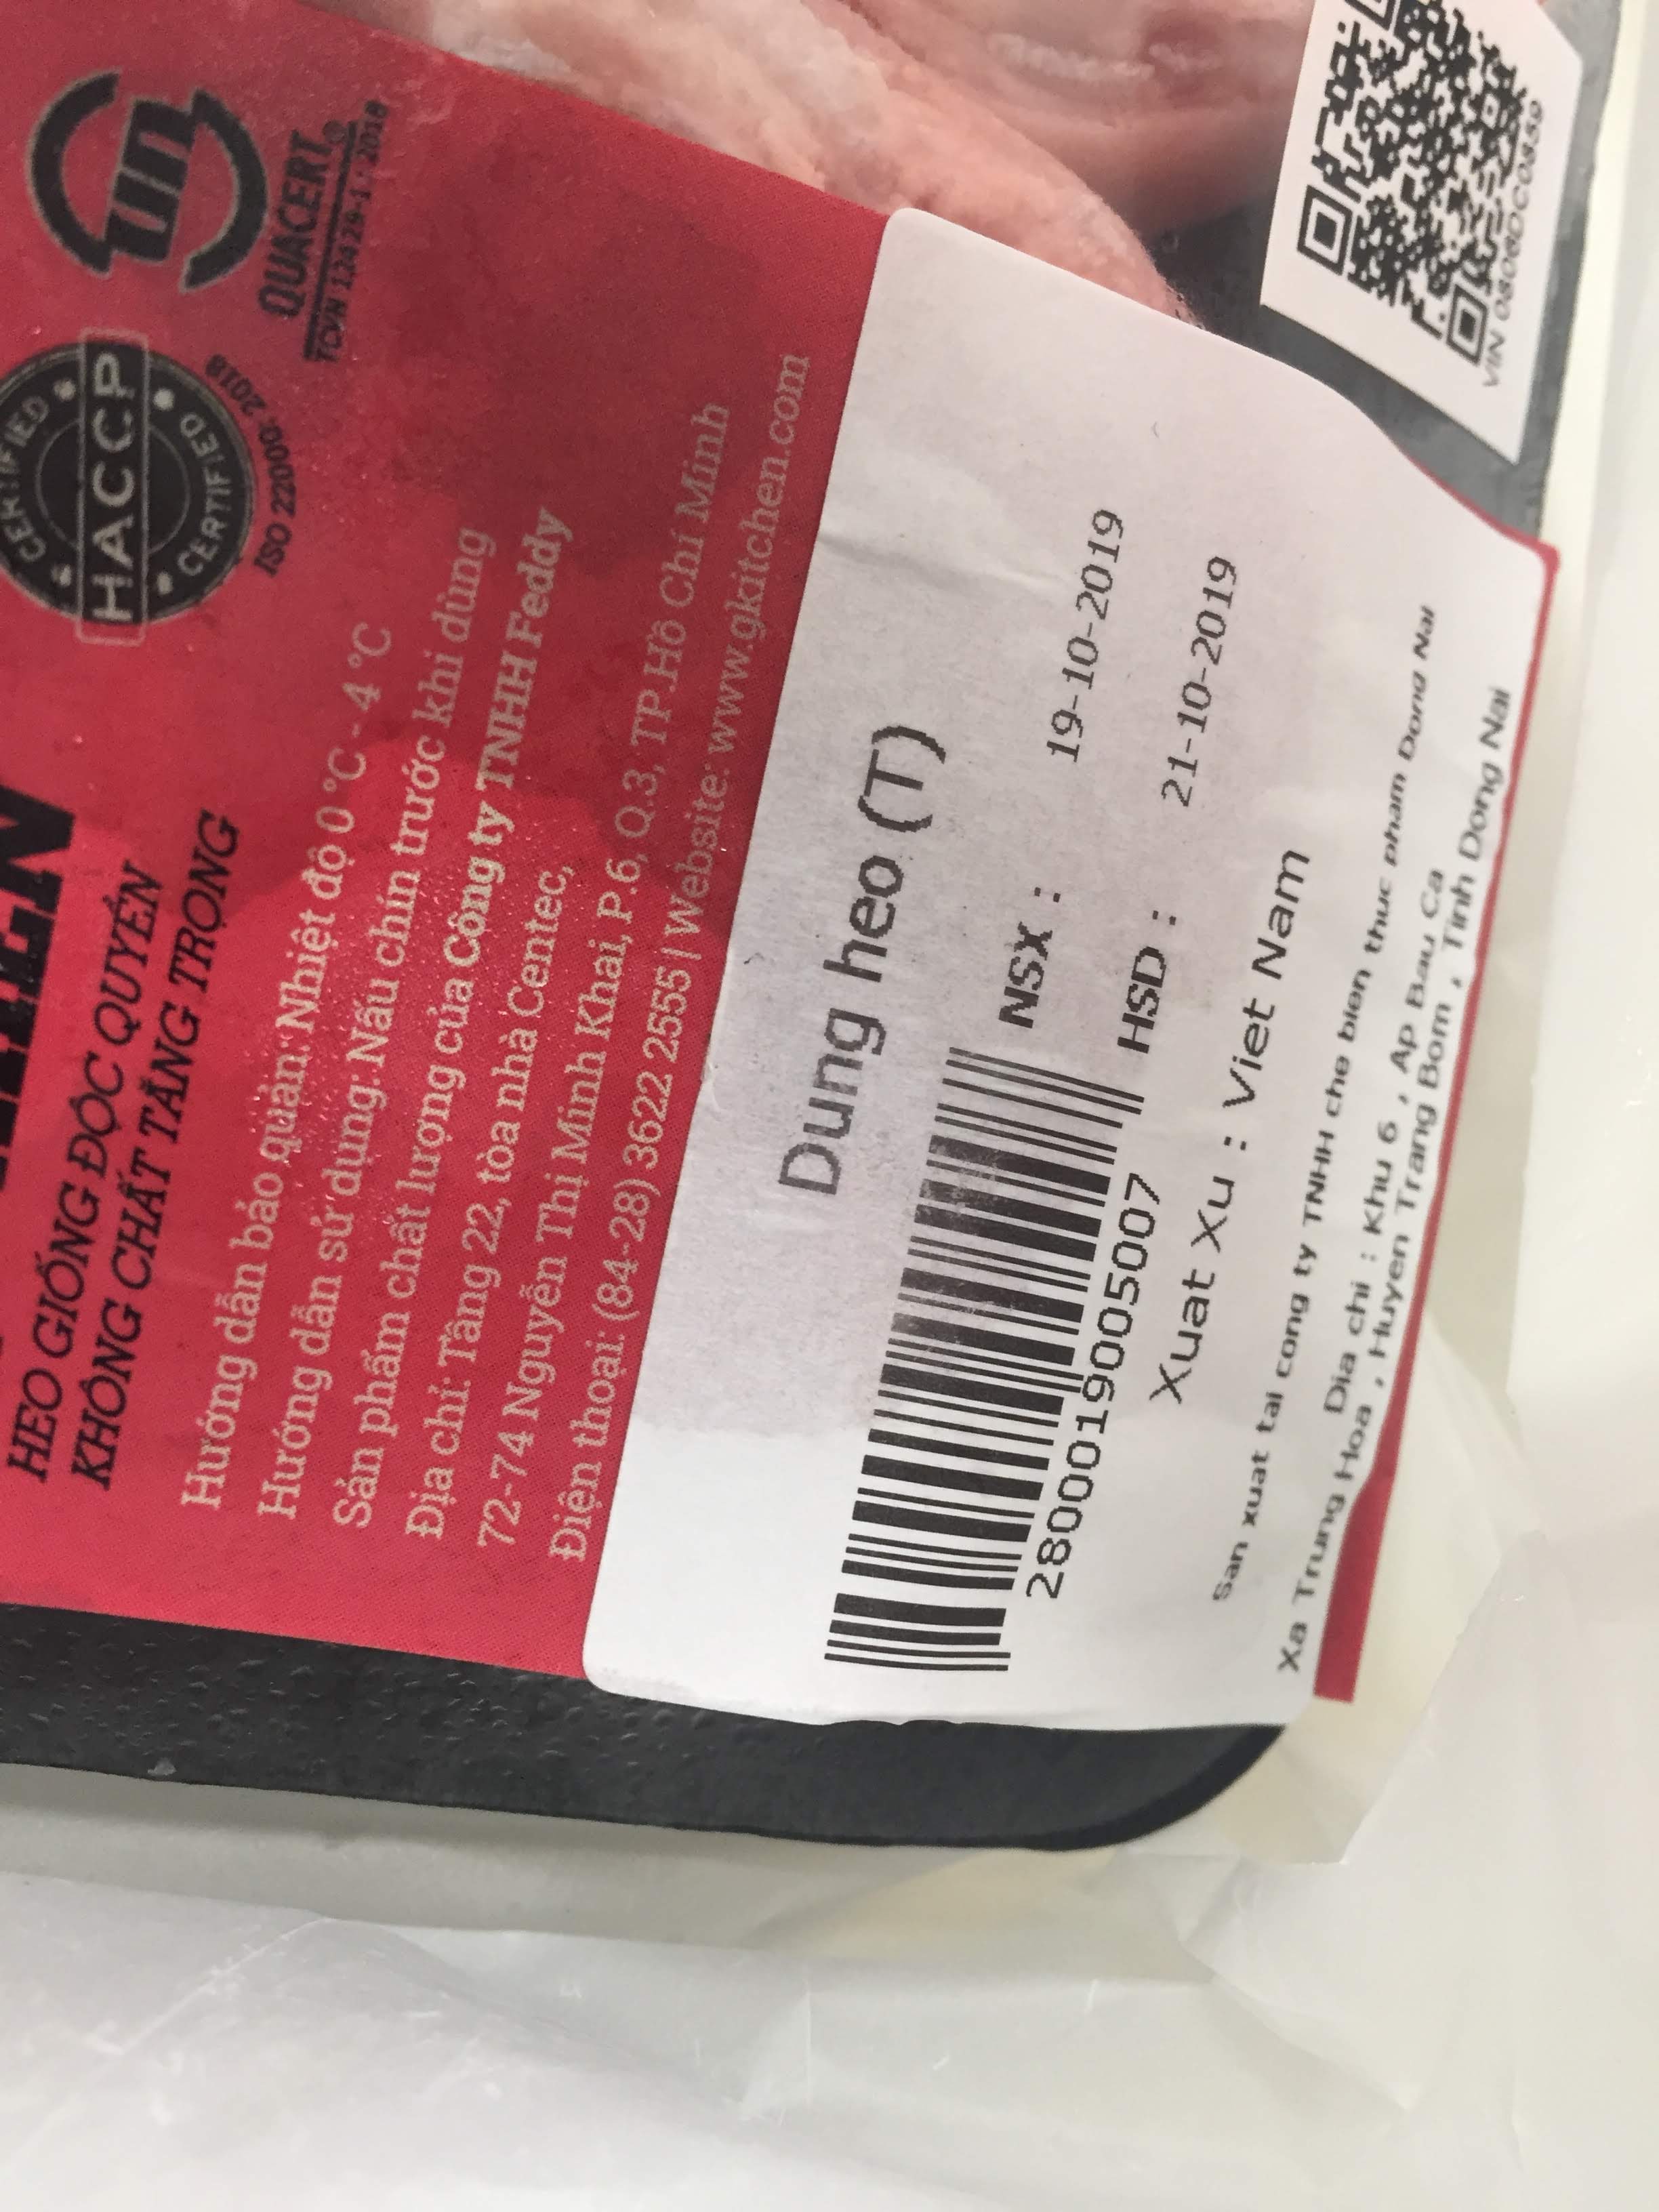 HEO GIỐNG ĐỘC QUYỀN
KHÔNG CHẤT TĂNG TRỌNG
CERTIFIED
HACCP
CERTIFIED
ISO 22000: 2018
QUACERT®
TCVN 12429-1: 2018
Hướng dẫn bảo quản: Nhiệt độ 0 °C - 4 °C
Hướng dẫn sử dụng: Nấu chín trước khi dùng
Sản phẩm chất lượng của Công ty TNHH Feddy
Địa chỉ: Tầng 22, tòa nhà Centec,
72-74 Nguyễn Thị Minh Khai, P.6, Q.3, TP.Hồ Chí Minh
Điện thoại: (84-28) 3622 2555 | Website: www.gkitchen.com
Dung heo (T)
NSX : 19-10-2019
HSD : 21-10-2019
2800019005007
Xuat Xu : Viet Nam
San xuat tai cong ty TNHH che bien thuc pham Dong Nai
Dia chi : Khu 6 , Ap Bau Ca
Xa Trung Hoa , Huyen Trang Bom , Tinh Dong Nai
VIN 0808DC0859